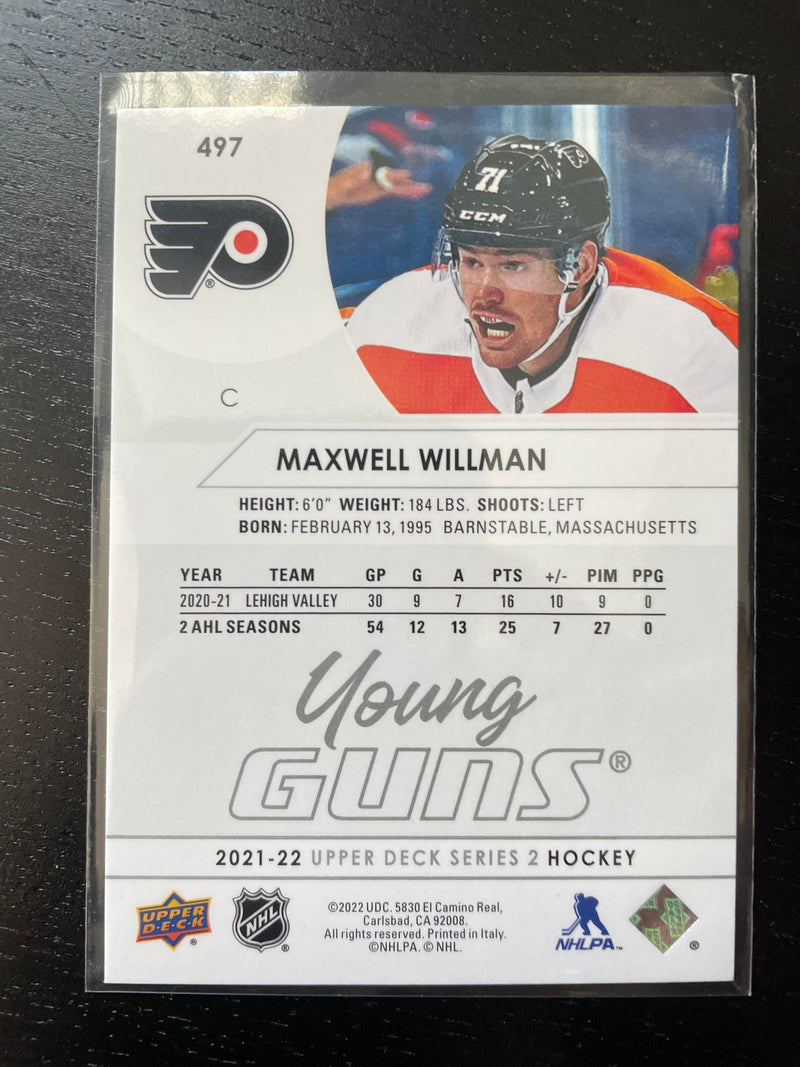 497
71
CCM
®
C
MAXWELL WILLMAN
HEIGHT: 6'0" WEIGHT: 184 LBS. SHOOTS: LEFT
BORN: FEBRUARY 13, 1995 BARNSTABLE, MASSACHUSETTS
YEAR TEAM GP G A PTS +/- PIM PPG
2020-21 LEHIGH VALLEY 30 9 7 16 10 9 0
2 AHL SEASONS 54 12 13 25 7 27 0
Young
GUNS®
2021-22 UPPER DECK SERIES 2 HOCKEY
UPPER DECK ®
NHL ®
©2022 UDC. 5830 El Camino Real,
Carlsbad, CA 92008.
All rights reserved. Printed in Italy.
©NHLPA. © NHL.
NHLPA™
®